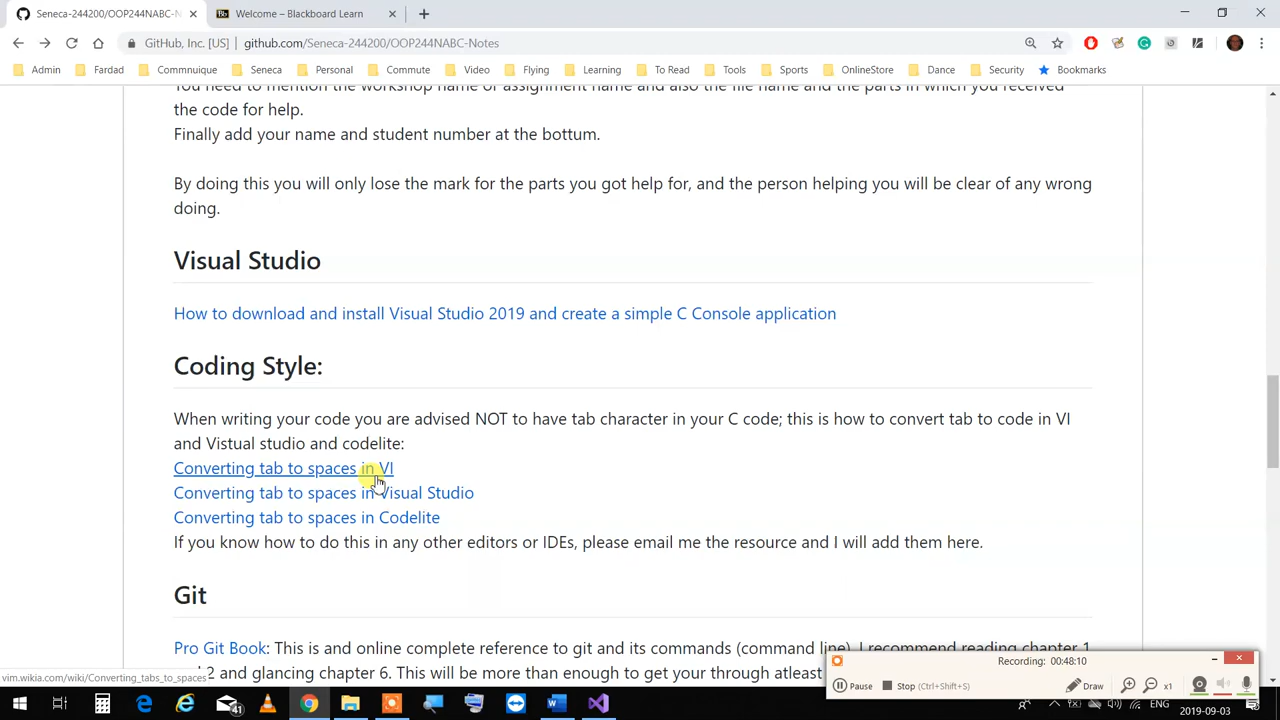 Seneca-244200/OOP244NABC-Notes
Welcome – Blackboard Learn
GitHub, Inc. [US] | github.com/Seneca-244200/OOP244NABC-Notes
Admin Fardad Commnuique Seneca Personal Commute Video Flying Learning To Read Tools Sports OnlineStore Dance Security Bookmarks
You need to mention the workshop name or assignment name and also the file name and the parts in which you received
the code for help.
Finally add your name and student number at the bottum.
By doing this you will only lose the mark for the parts you got help for, and the person helping you will be clear of any wrong
doing.
Visual Studio
How to download and install Visual Studio 2019 and create a simple C Console application
Coding Style:
When writing your code you are advised NOT to have tab character in your C code; this is how to convert tab to code in VI
and Vistual studio and codelite:
Converting tab to spaces in VI
Converting tab to spaces in Visual Studio
Converting tab to spaces in Codelite
If you know how to do this in any other editors or IDEs, please email me the resource and I will add them here.
Git
Pro Git Book: This is and online complete reference to git and its commands (command line). I recommend reading chapter 1
2 and glancing chapter 6. This will be more than enough to get your through atleast
vim.wikia.com/wiki/Converting_tabs_to_spaces
Recording: 00:48:10
Pause Stop (Ctrl+Shift+S) Draw x1
41
ENG
2019-09-03